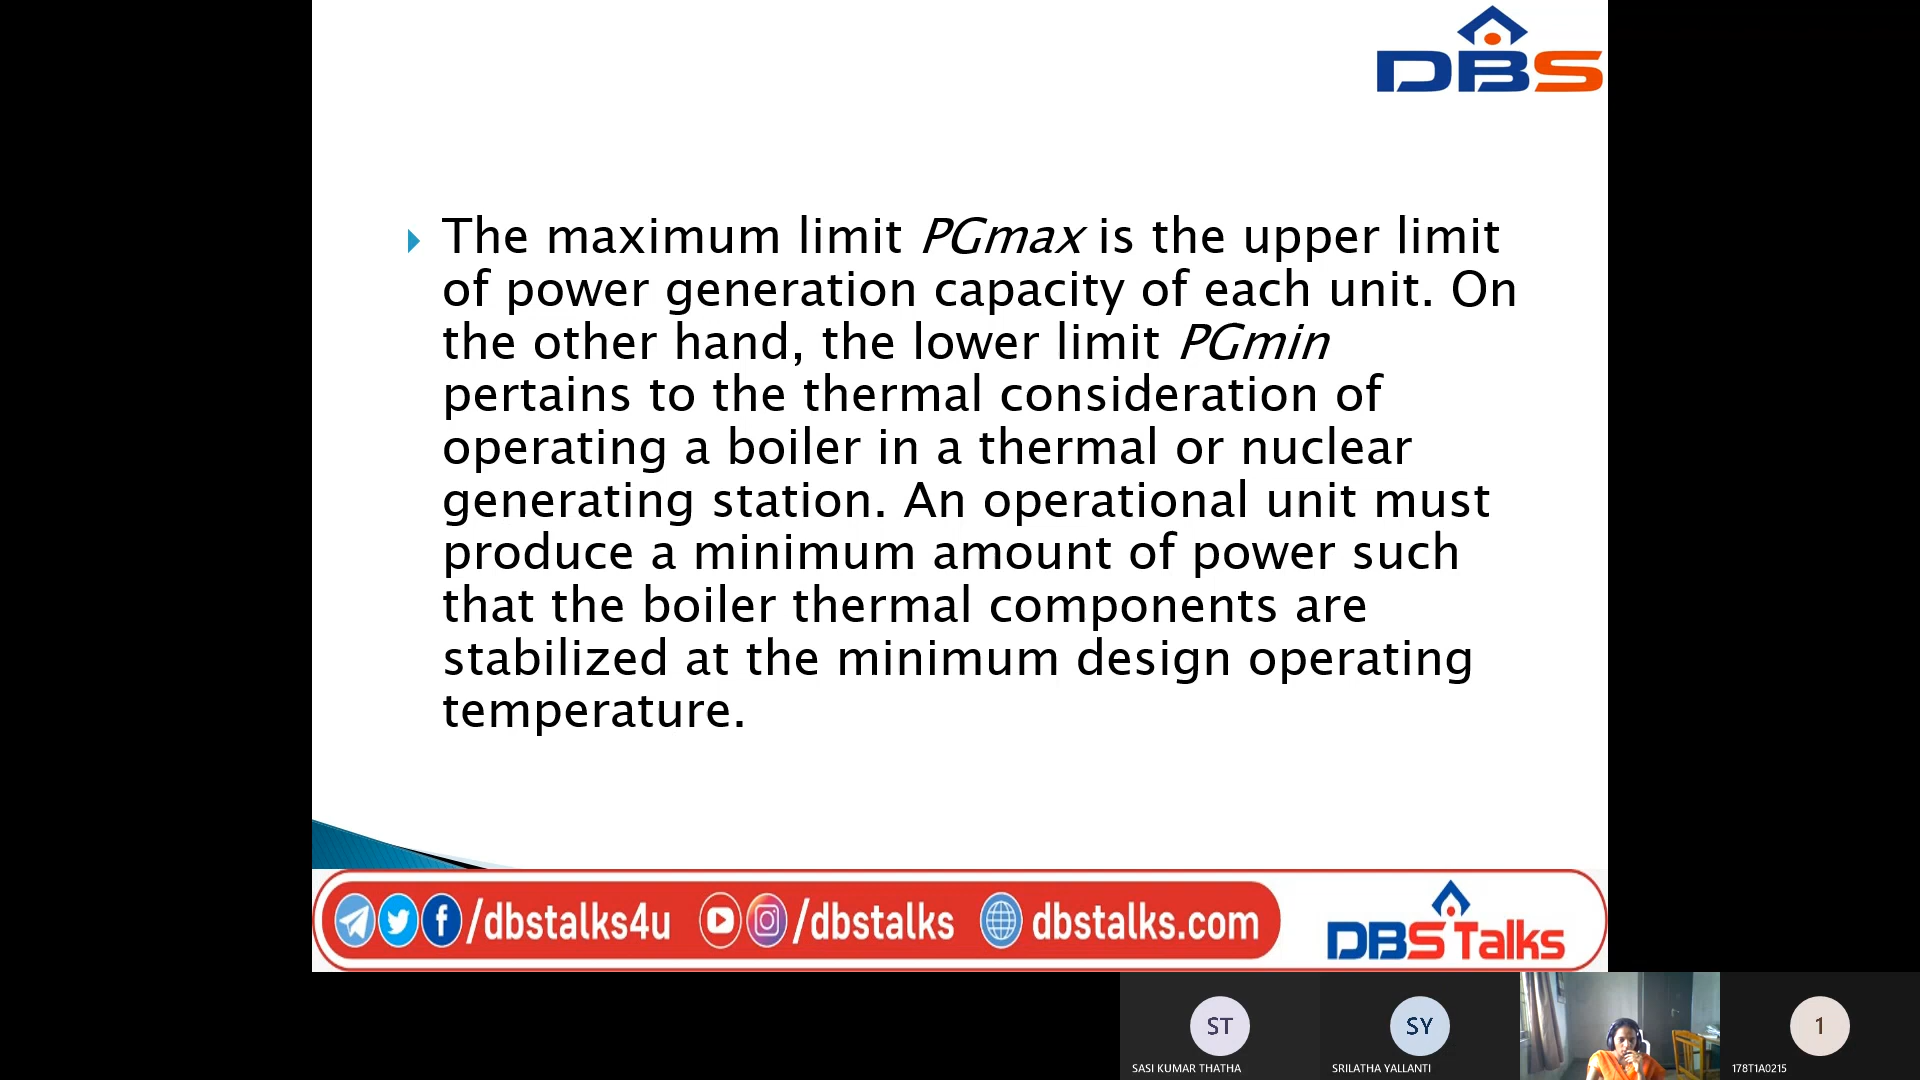 DBS
The maximum limit PGmax is the upper limit
of power generation capacity of each unit. On
the other hand, the lower limit PGmin
pertains to the thermal consideration of
operating a boiler in a thermal or nuclear
generating station. An operational unit must
produce a minimum amount of power such
that the boiler thermal components are
stabilized at the minimum design operating
temperature.
/dbstalks4u /dbstalks dbstalks.com DBS Talks
ST SY 1
SASI KUMAR THATHA SRILATHA YALLANTI 178T1A0215